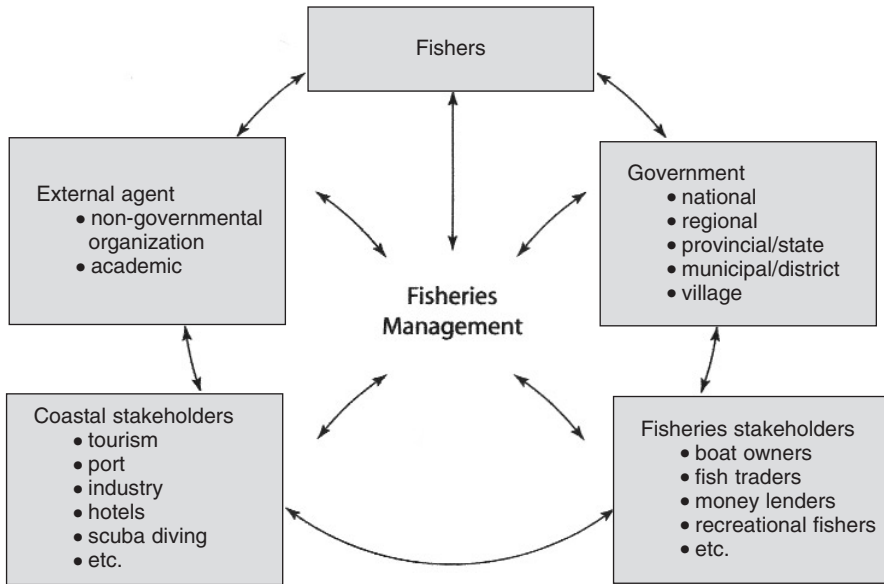 Fishers
External agent
• non-governmental
organization
• academic
Government
• national
• regional
• provincial/state
• municipal/district
• village
Fisheries
Management
Coastal stakeholders
• tourism
• port
• industry
• hotels
• scuba diving
• etc.
Fisheries stakeholders
• boat owners
• fish traders
• money lenders
• recreational fishers
• etc.